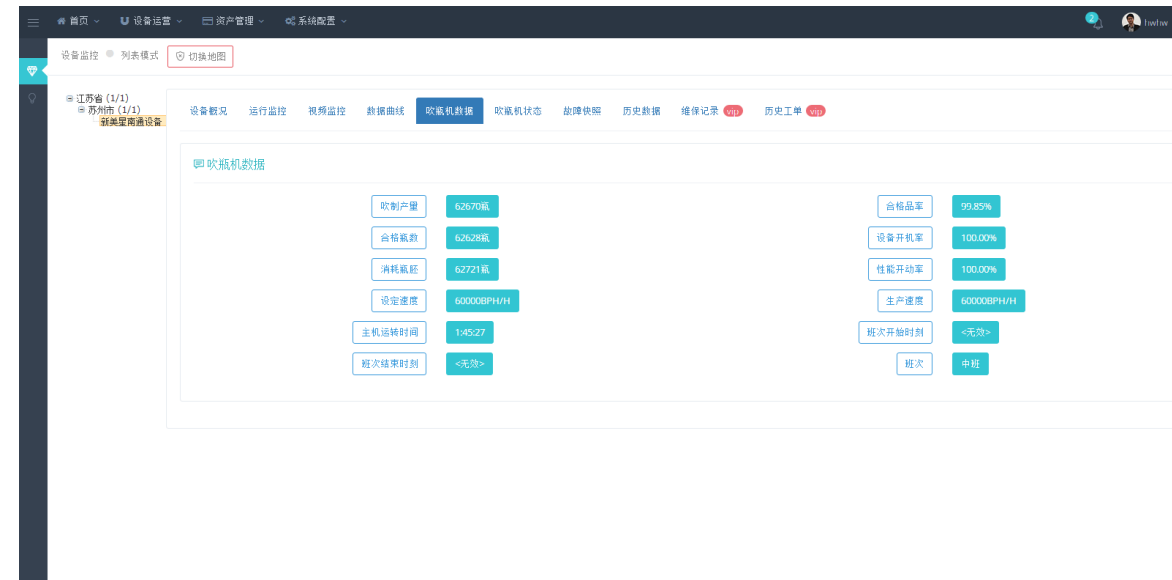 首页 设备运营 资产管理 系统配置 2 hwhw
设备监控 列表模式 切换地图
江苏省 (1/1)
苏州市 (1/1)
新美星南通设备
设备概况 运行监控 视频监控 数据曲线 吹瓶机数据 吹瓶机状态 故障快照 历史数据 维保记录 vip 历史工单 vip
吹瓶机数据
吹制产量 62670瓶 合格品率 99.85%
合格瓶数 62628瓶 设备开机率 100.00%
消耗瓶胚 62721瓶 性能开动率 100.00%
设定速度 60000BPH/H 生产速度 60000BPH/H
主机运转时间 1:45:27 班次开始时刻 <无效>
班次结束时刻 <无效> 班次 中班